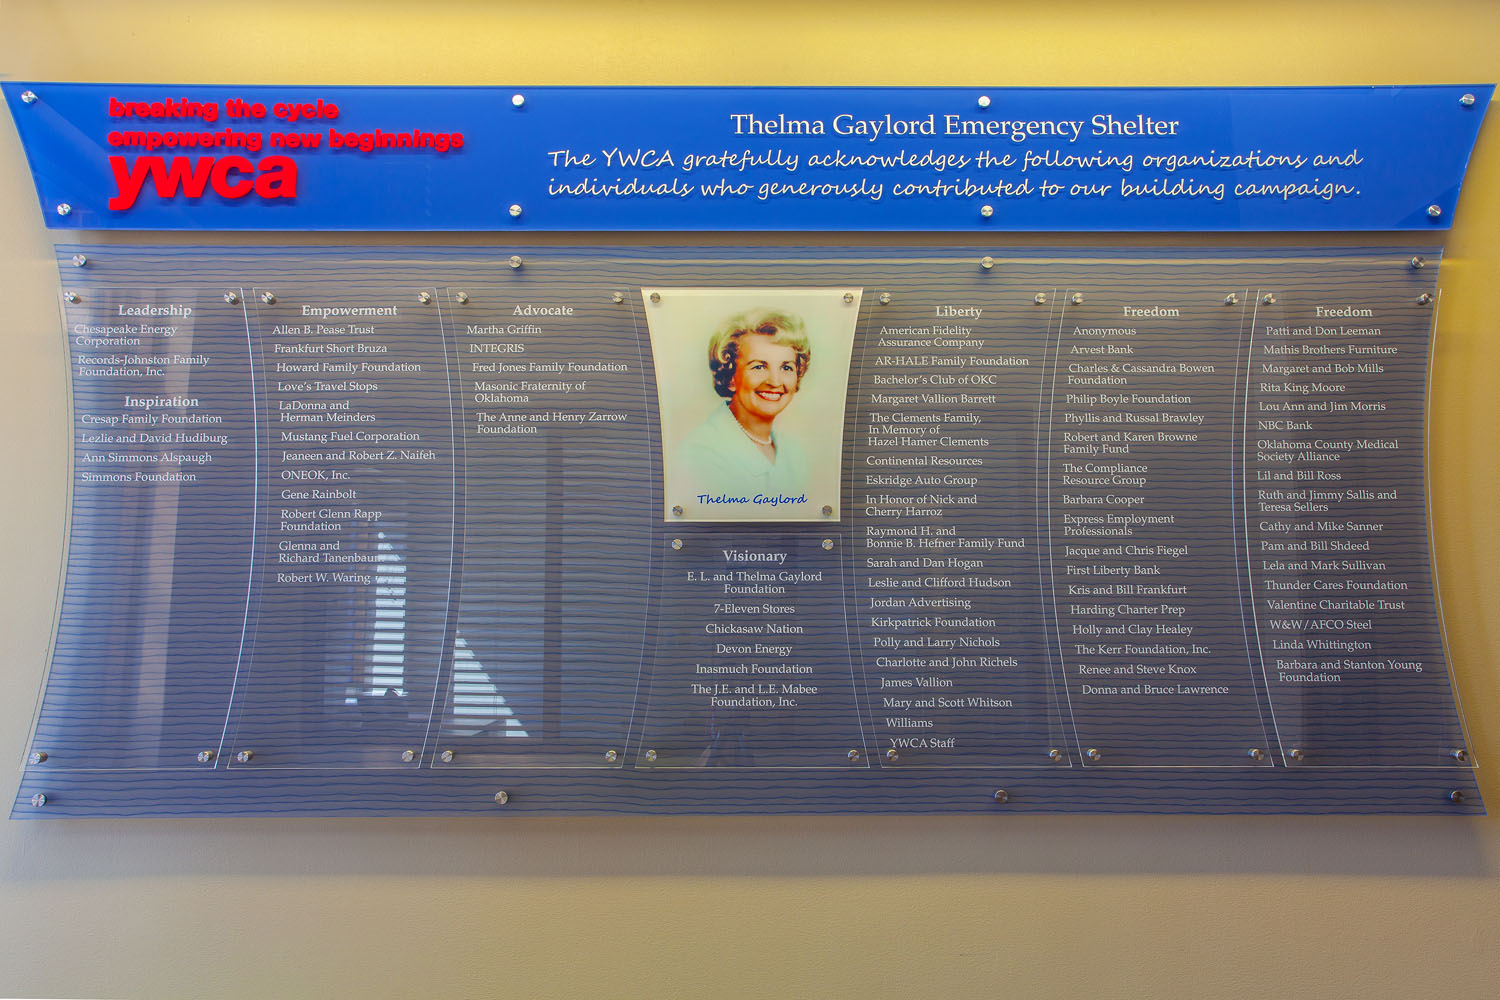 breaking the cycle
empowering new beginnings
ywca
Thelma Gaylord Emergency Shelter
The YWCA gratefully acknowledges the following organizations and
individuals who generously contributed to our building campaign.
Leadership
Chesapeake Energy
Corporation
Records-Johnston Family
Foundation, Inc.
Inspiration
Cresap Family Foundation
Lezlie and David Hudiburg
Ann Simmons Alspaugh
Simmons Foundation
Empowerment
Allen B. Pease Trust
Frankfurt Short Bruza
Howard Family Foundation
Love's Travel Stops
LaDonna and
Herman Meinders
Mustang Fuel Corporation
Jeaneen and Robert Z. Naifeh
ONEOK, Inc.
Gene Rainbolt
Robert Glenn Rapp
Foundation
Glenna and
Richard Tanenbaum
Robert W. Waring
Advocate
Martha Griffin
INTEGRIS
Fred Jones Family Foundation
Masonic Fraternity of
Oklahoma
The Anne and Henry Zarrow
Foundation
Thelma Gaylord
Visionary
E. L. and Thelma Gaylord
Foundation
7-Eleven Stores
Chickasaw Nation
Devon Energy
Inasmuch Foundation
The J.E. and L.E. Mabee
Foundation, Inc.
Liberty
American Fidelity
Assurance Company
AR-HALE Family Foundation
Bachelor's Club of OKC
Margaret Vallion Barrett
The Clements Family,
In Memory of
Hazel Hamer Clements
Continental Resources
Eskridge Auto Group
In Honor of Nick and
Cherry Harroz
Raymond H. and
Bonnie B. Hefner Family Fund
Sarah and Dan Hogan
Leslie and Clifford Hudson
Jordan Advertising
Kirkpatrick Foundation
Polly and Larry Nichols
Charlotte and John Richels
James Vallion
Mary and Scott Whitson
Williams
YWCA Staff
Freedom
Anonymous
Arvest Bank
Charles & Cassandra Bowen
Foundation
Philip Boyle Foundation
Phyllis and Russal Brawley
Robert and Karen Browne
Family Fund
The Compliance
Resource Group
Barbara Cooper
Express Employment
Professionals
Jacque and Chris Fiegel
First Liberty Bank
Kris and Bill Frankfurt
Harding Charter Prep
Holly and Clay Healey
The Kerr Foundation, Inc.
Renee and Steve Knox
Donna and Bruce Lawrence
Freedom
Patti and Don Leeman
Mathis Brothers Furniture
Margaret and Bob Mills
Rita King Moore
Lou Ann and Jim Morris
NBC Bank
Oklahoma County Medical
Society Alliance
Lil and Bill Ross
Ruth and Jimmy Sallis and
Teresa Sellers
Cathy and Mike Sanner
Pam and Bill Shdeed
Lela and Mark Sullivan
Thunder Cares Foundation
Valentine Charitable Trust
W&W/AFCO Steel
Linda Whittington
Barbara and Stanton Young
Foundation